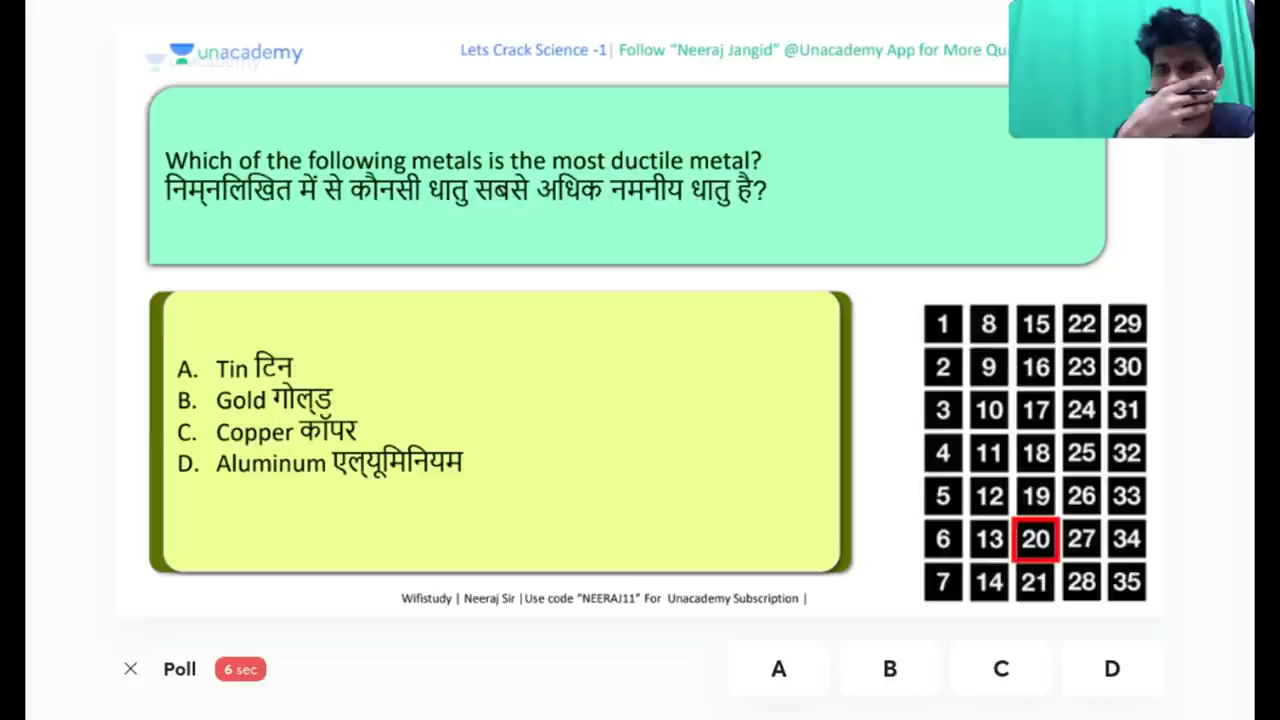 unacademy
Lets Crack Science -1| Follow “Neeraj Jangid” @Unacademy App for More Qu
Which of the following metals is the most ductile metal?
निम्नलिखित में से कौनसी धातु सबसे अधिक नमनीय धातु है?
A. Tin टिन
B. Gold गोल्ड
C. Copper कॉपर
D. Aluminum एल्यूमिनियम
1 8 15 22 29
2 9 16 23 30
3 10 17 24 31
4 11 18 25 32
5 12 19 26 33
6 13 20 27 34
7 14 21 28 35
Wifistudy | Neeraj Sir |Use code “NEERAJ11” For Unacademy Subscription |
× Poll 6 sec A B C D